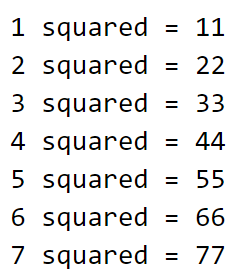 1 squared = 11
2 squared = 22
3 squared = 33
4 squared = 44
5 squared = 55
6 squared = 66
7 squared = 77